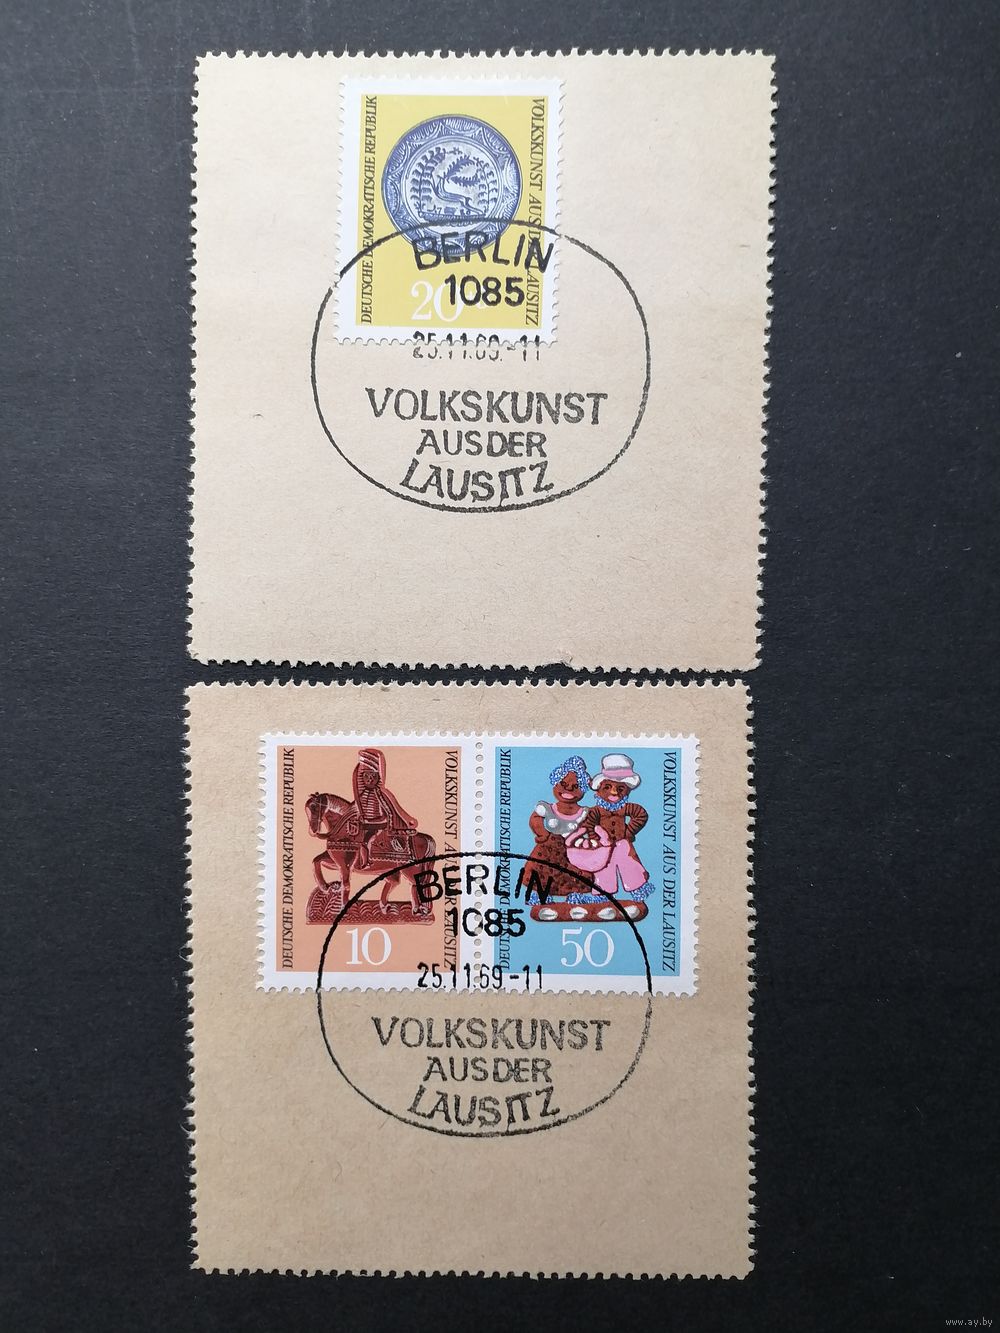 DEUTSCHE DEMOKRATISCHE REPUBLIK
VOLKSKUNST AUS DER LAUSITZ
20
BERLIN
1085
25.11.69.-11
VOLKSKUNST
AUS DER
LAUSITZ
DEUTSCHE DEMOKRATISCHE REPUBLIK
VOLKSKUNST AUS DER LAUSITZ
10
DEUTSCHE DEMOKRATISCHE REPUBLIK
VOLKSKUNST AUS DER LAUSITZ
50
BERLIN
1085
25.11.69-11
VOLKSKUNST
AUS DER
LAUSITZ
www.ay.by